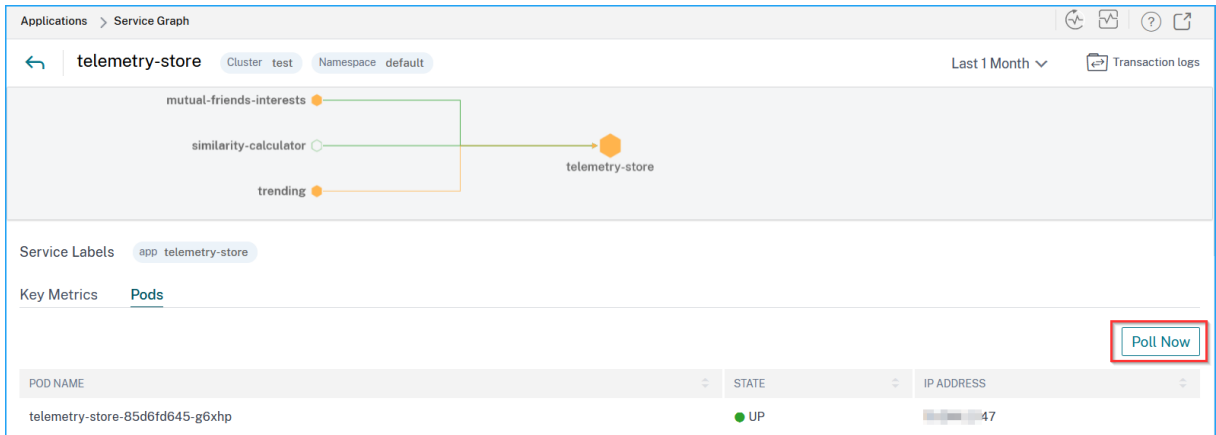 Applications > Service Graph
telemetry-store Cluster test Namespace default Last 1 Month Transaction logs
mutual-friends-interests
similarity-calculator
telemetry-store
trending
Service Labels app telemetry-store
Key Metrics Pods
Poll Now
POD NAME STATE IP ADDRESS
telemetry-store-85d6fd645-g6xhp UP 47